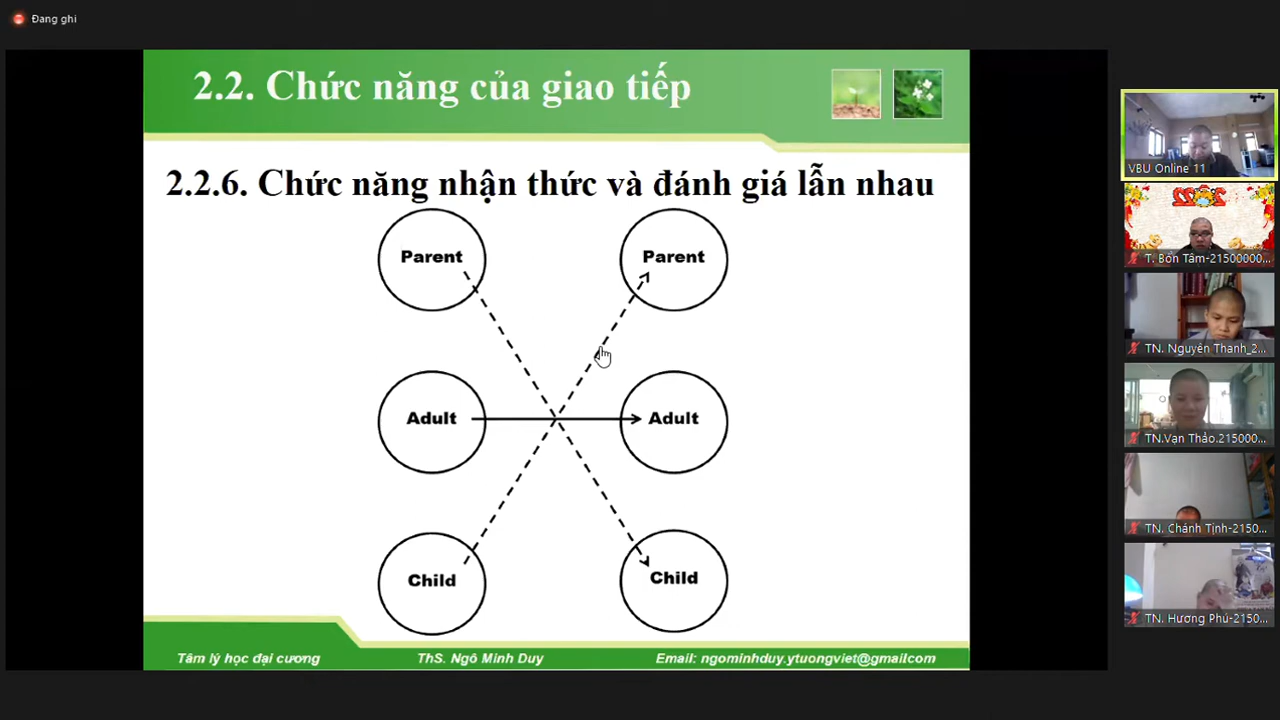 Đang ghi
2.2. Chức năng của giao tiếp
2.2.6. Chức năng nhận thức và đánh giá lẫn nhau
Parent
Parent
Adult
Adult
Child
Child
Tâm lý học đại cương
ThS. Ngô Minh Duy
Email: ngominhduy.ytuongviet@gmail.com
VBU Online 11
2022
T. Bổn Tâm-21500000...
TN. Nguyên Thanh_2...
TN.Vạn Thảo.215000...
TN. Chánh Tịnh-2150...
TN. Hương Phú-2150...